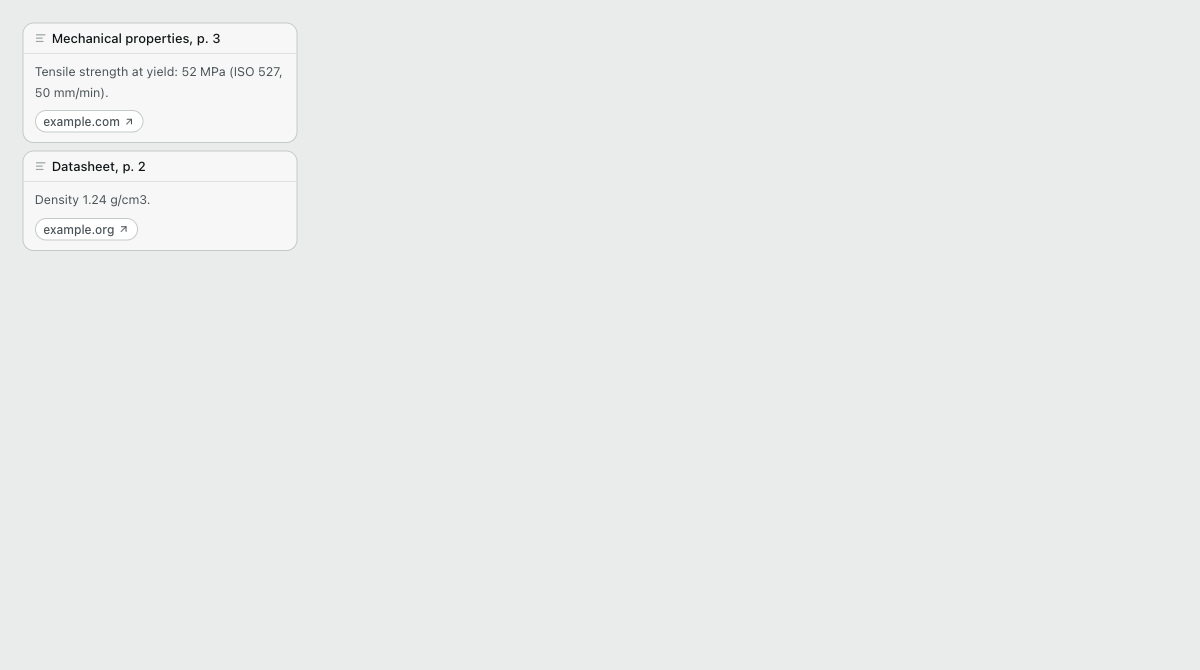 Mechanical properties, p. 3
Tensile strength at yield: 52 MPa (ISO 527,
50 mm/min).
example.com
Datasheet, p. 2
Density 1.24 g/cm3.
example.org